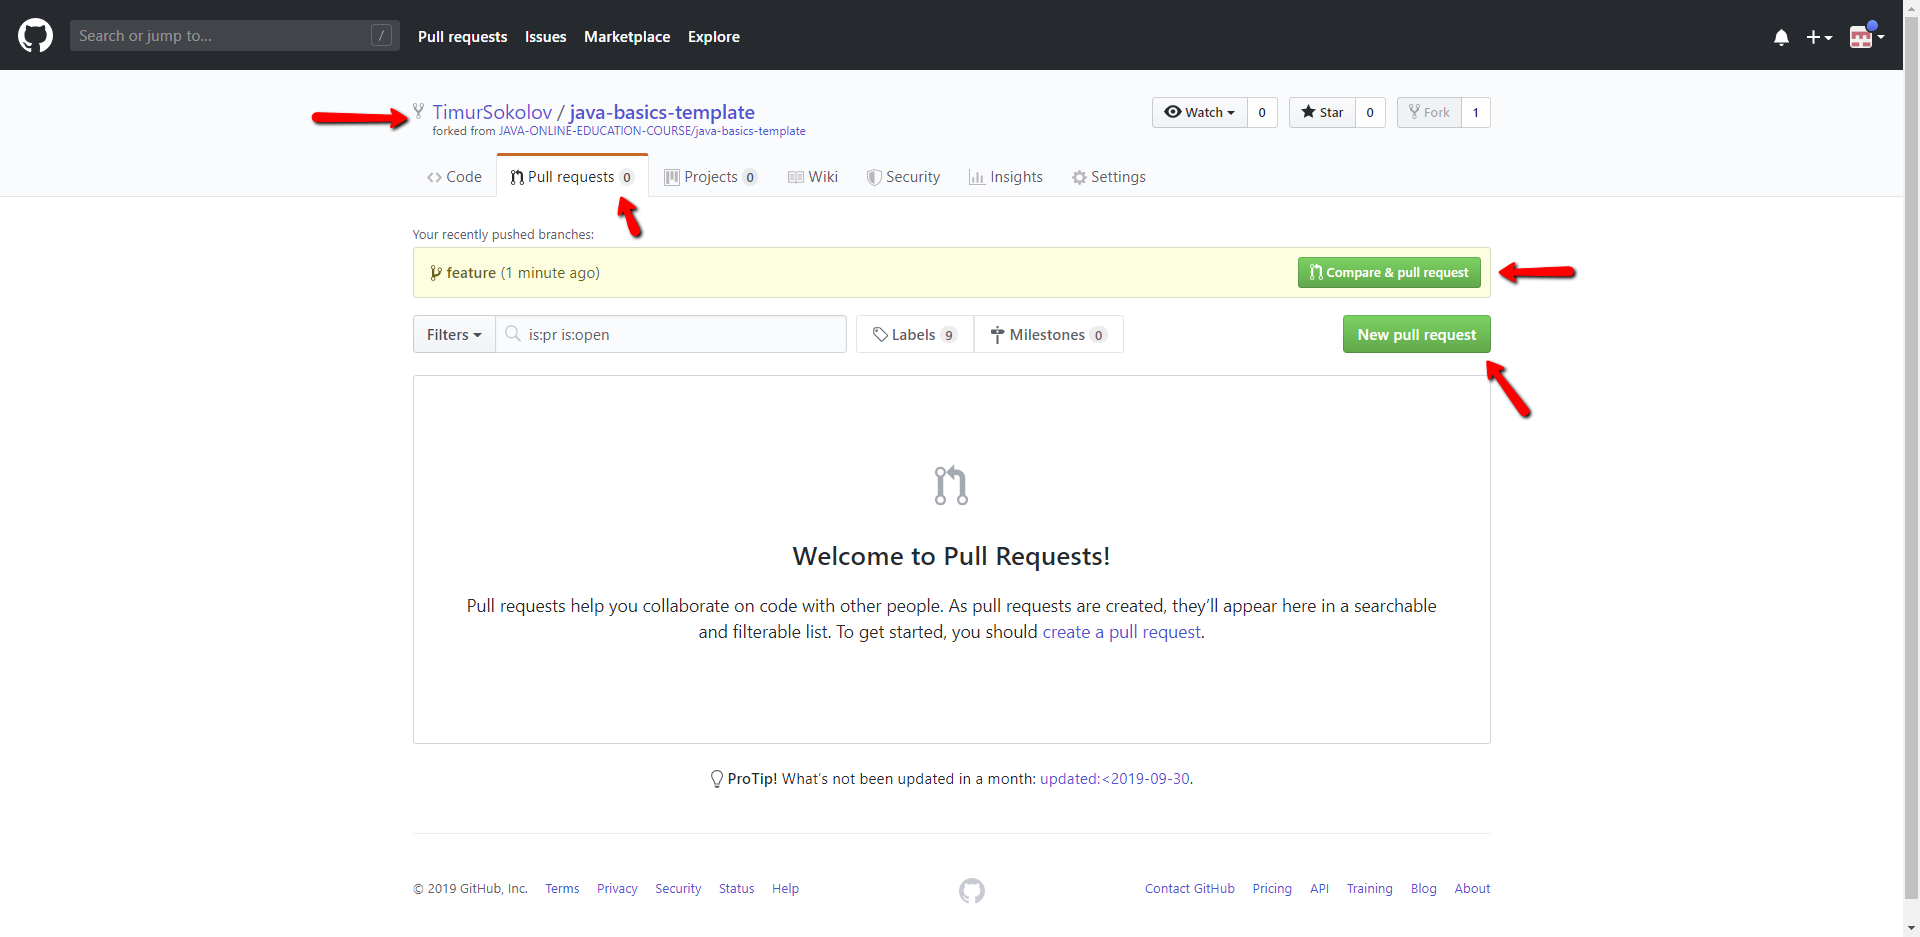 Search or jump to... / Pull requests Issues Marketplace Explore
TimurSokolov / java-basics-template Watch 0 Star 0 Fork 1
forked from JAVA-ONLINE-EDUCATION-COURSE/java-basics-template
Code Pull requests 0 Projects 0 Wiki Security Insights Settings
Your recently pushed branches:
feature (1 minute ago) Compare & pull request
Filters is:pr is:open Labels 9 Milestones 0 New pull request
Welcome to Pull Requests!
Pull requests help you collaborate on code with other people. As pull requests are created, they’ll appear here in a searchable
and filterable list. To get started, you should create a pull request.
ProTip! What’s not been updated in a month: updated:<2019-09-30.
© 2019 GitHub, Inc. Terms Privacy Security Status Help Contact GitHub Pricing API Training Blog About